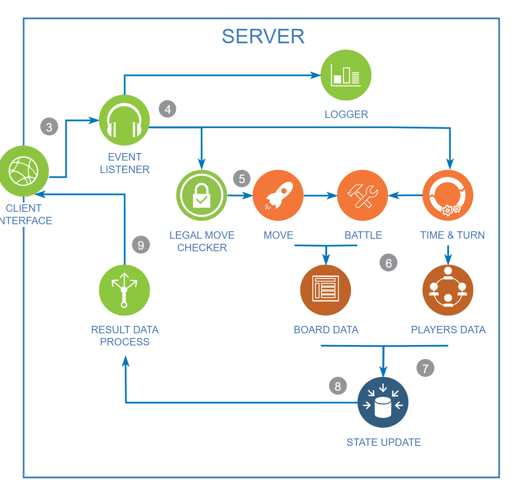 SERVER
LOGGER
3
4
EVENT
LISTENER
5
CLIENT
NTERFACE
LEGAL MOVE
CHECKER
MOVE
BATTLE
TIME & TURN
9
6
RESULT DATA
PROCESS
BOARD DATA
PLAYERS DATA
7
8
STATE UPDATE